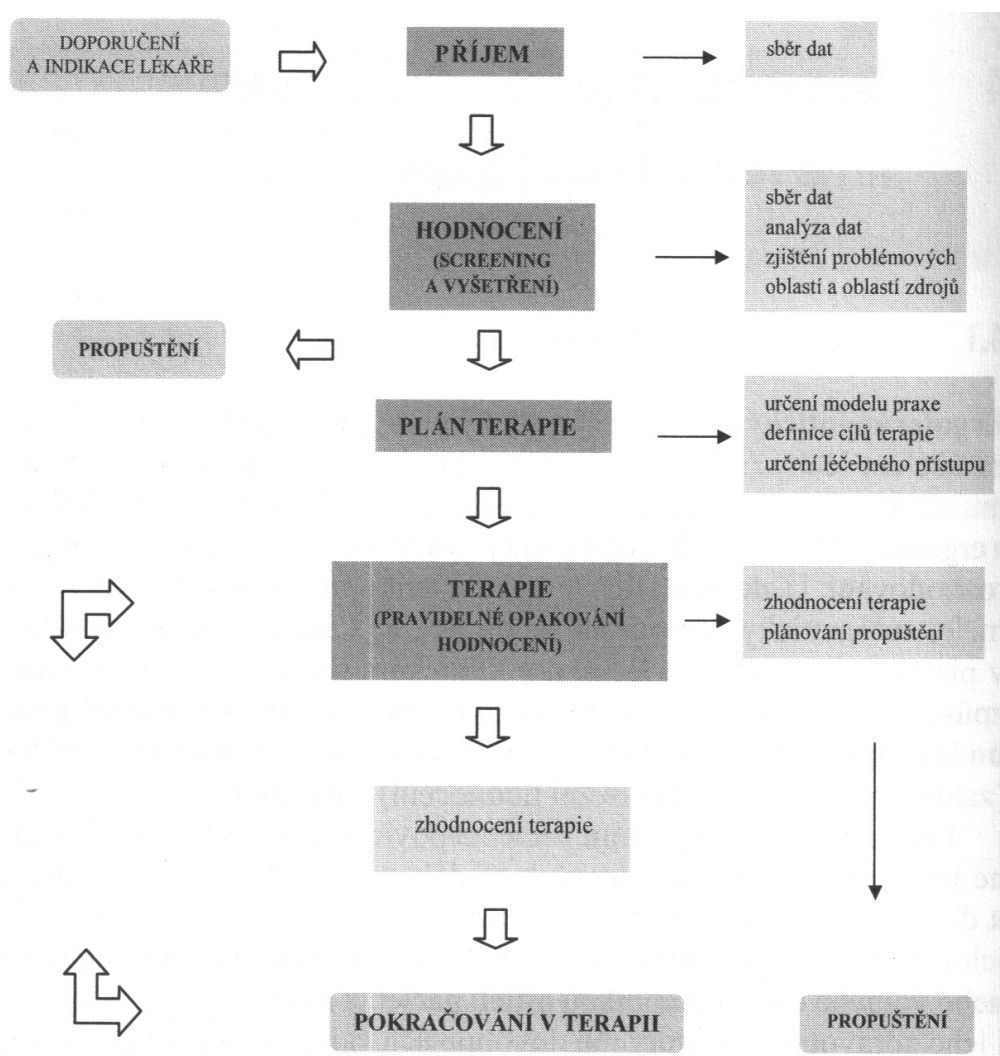 DOPORUČENÍ
A INDIKACE LÉKAŘE
PŘÍJEM
sběr dat
HODNOCENÍ
(SCREENING
A VYŠETŘENÍ)
sběr dat
analýza dat
zjištění problémových
oblastí a oblastí zdrojů
PROPUŠTĚNÍ
PLÁN TERAPIE
určení modelu praxe
definice cílů terapie
určení léčebného přístupu
TERAPIE
(PRAVIDELNÉ OPAKOVÁNÍ
HODNOCENÍ)
zhodnocení terapie
plánování propuštění
zhodnocení terapie
POKRAČOVÁNÍ V TERAPII
PROPUŠTĚNÍ